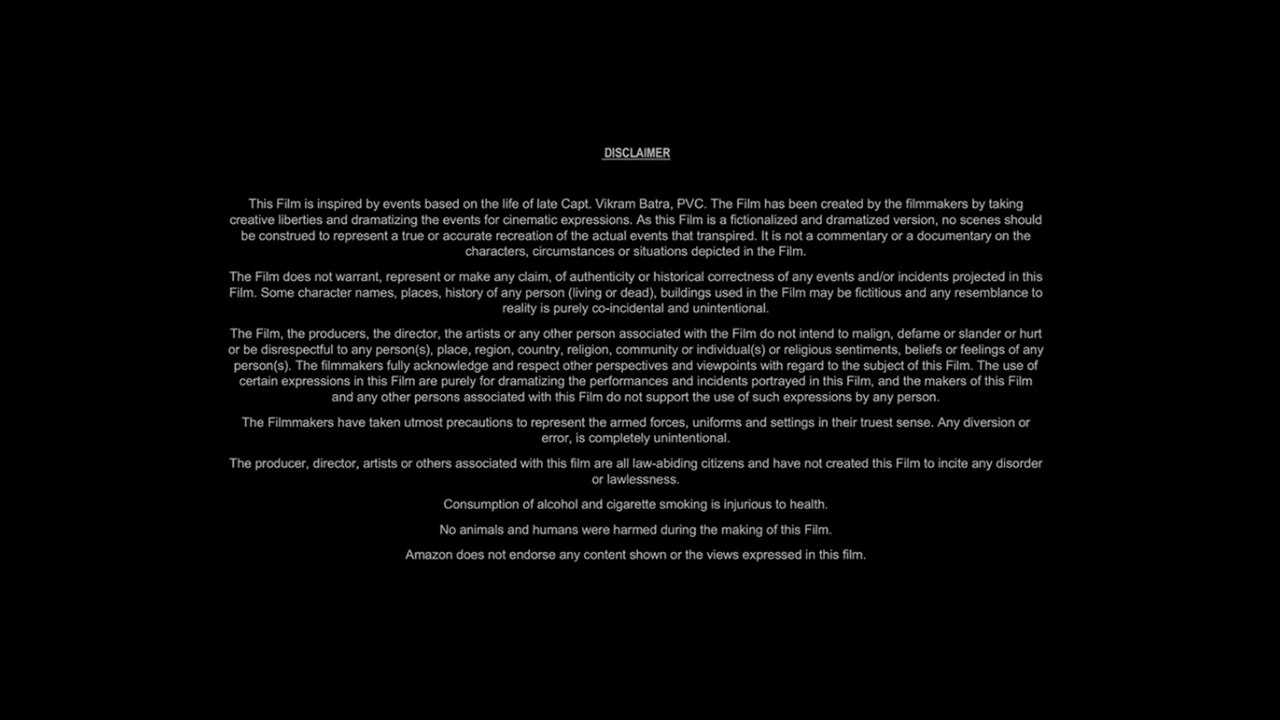 DISCLAIMER
This Film is inspired by events based on the life of late Capt. Vikram Batra, PVC. The Film has been created by the filmmakers by taking
creative liberties and dramatizing the events for cinematic expressions. As this Film is a fictionalized and dramatized version, no scenes should
be construed to represent a true or accurate recreation of the actual events that transpired. It is not a commentary or a documentary on the
characters, circumstances or situations depicted in the Film.
The Film does not warrant, represent or make any claim, of authenticity or historical correctness of any events and/or incidents projected in this
Film. Some character names, places, history of any person (living or dead), buildings used in the Film may be fictitious and any resemblance to
reality is purely co-incidental and unintentional.
The Film, the producers, the director, the artists or any other person associated with the Film do not intend to malign, defame or slander or hurt
or be disrespectful to any person(s), place, region, country, religion, community or individual(s) or religious sentiments, beliefs or feelings of any
person(s). The filmmakers fully acknowledge and respect other perspectives and viewpoints with regard to the subject of this Film. The use of
certain expressions in this Film are purely for dramatizing the performances and incidents portrayed in this Film, and the makers of this Film
and any other persons associated with this Film do not support the use of such expressions by any person.
The Filmmakers have taken utmost precautions to represent the armed forces, uniforms and settings in their truest sense. Any diversion or
error, is completely unintentional.
The producer, director, artists or others associated with this film are all law-abiding citizens and have not created this Film to incite any disorder
or lawlessness.
Consumption of alcohol and cigarette smoking is injurious to health.
No animals and humans were harmed during the making of this Film.
Amazon does not endorse any content shown or the views expressed in this film.